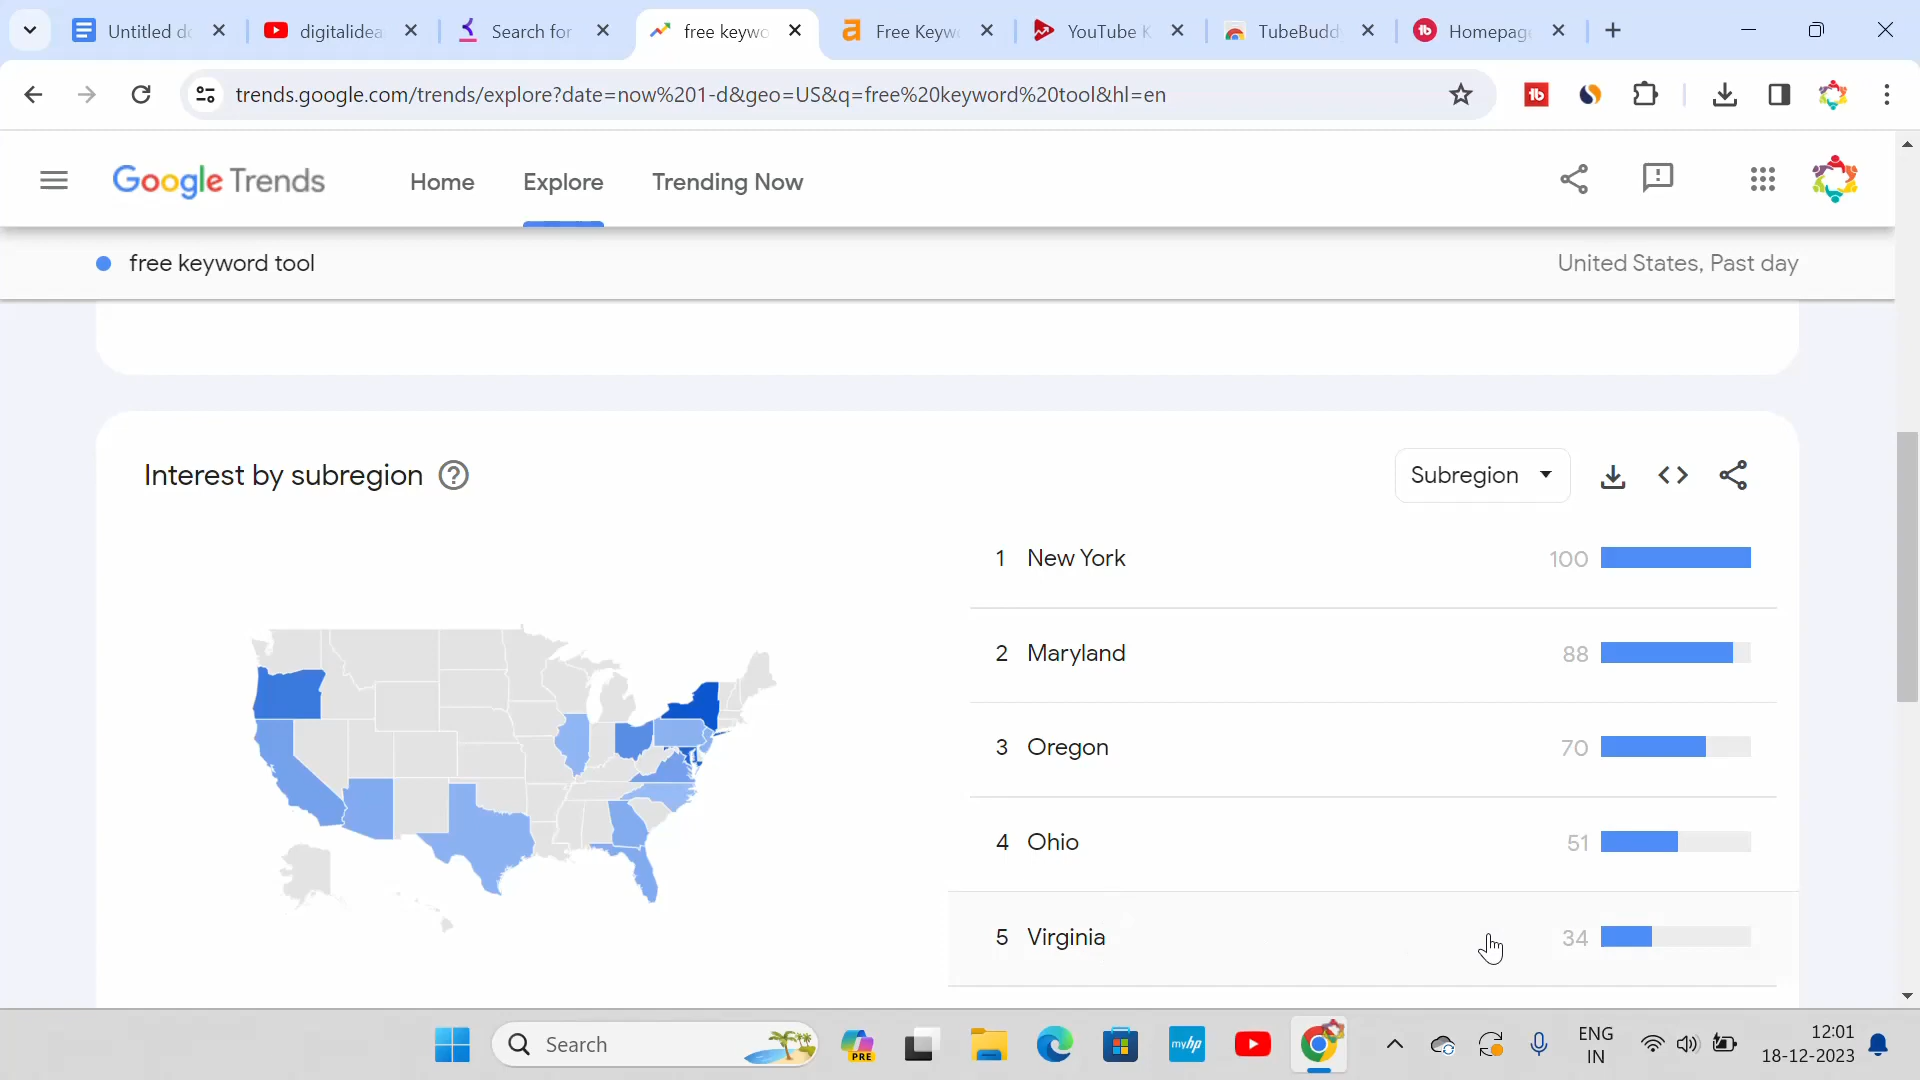 Untitled do
digitalidea
Search for
free keywo
Free Keyw
YouTube K
TubeBudd
Homepag
trends.google.com/trends/explore?date=now%201-d&geo=US&q=free%20keyword%20tool&hl=en
Google Trends
Home
Explore
Trending Now
free keyword tool
United States, Past day
Interest by subregion
Subregion
1 New York 100
2 Maryland 88
3 Oregon 70
4 Ohio 51
5 Virginia 34
Search
PRE
myhp
ENG
IN
12:01
18-12-2023